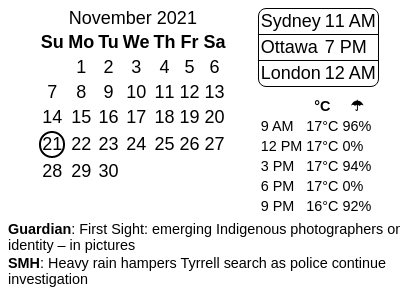 November 2021
Su Mo Tu We Th Fr Sa
1 2 3 4 5 6
7 8 9 10 11 12 13
14 15 16 17 18 19 20
21 22 23 24 25 26 27
28 29 30
Sydney 11 AM
Ottawa 7 PM
London 12 AM
°C ☂
9 AM 17°C 96%
12 PM 17°C 0%
3 PM 17°C 94%
6 PM 17°C 0%
9 PM 16°C 92%
Guardian: First Sight: emerging Indigenous photographers on
identity – in pictures
SMH: Heavy rain hampers Tyrrell search as police continue
investigation